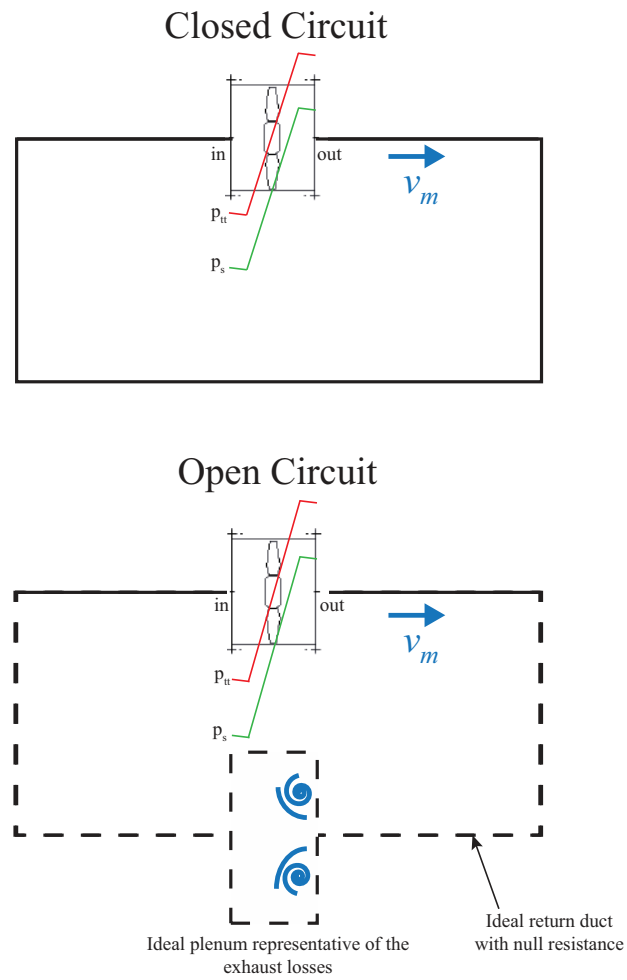 Closed Circuit
in
out
v_m
p_tt
p_s
Open Circuit
in
out
v_m
p_tt
p_s
Ideal plenum representative of the
exhaust losses
Ideal return duct
with null resistance